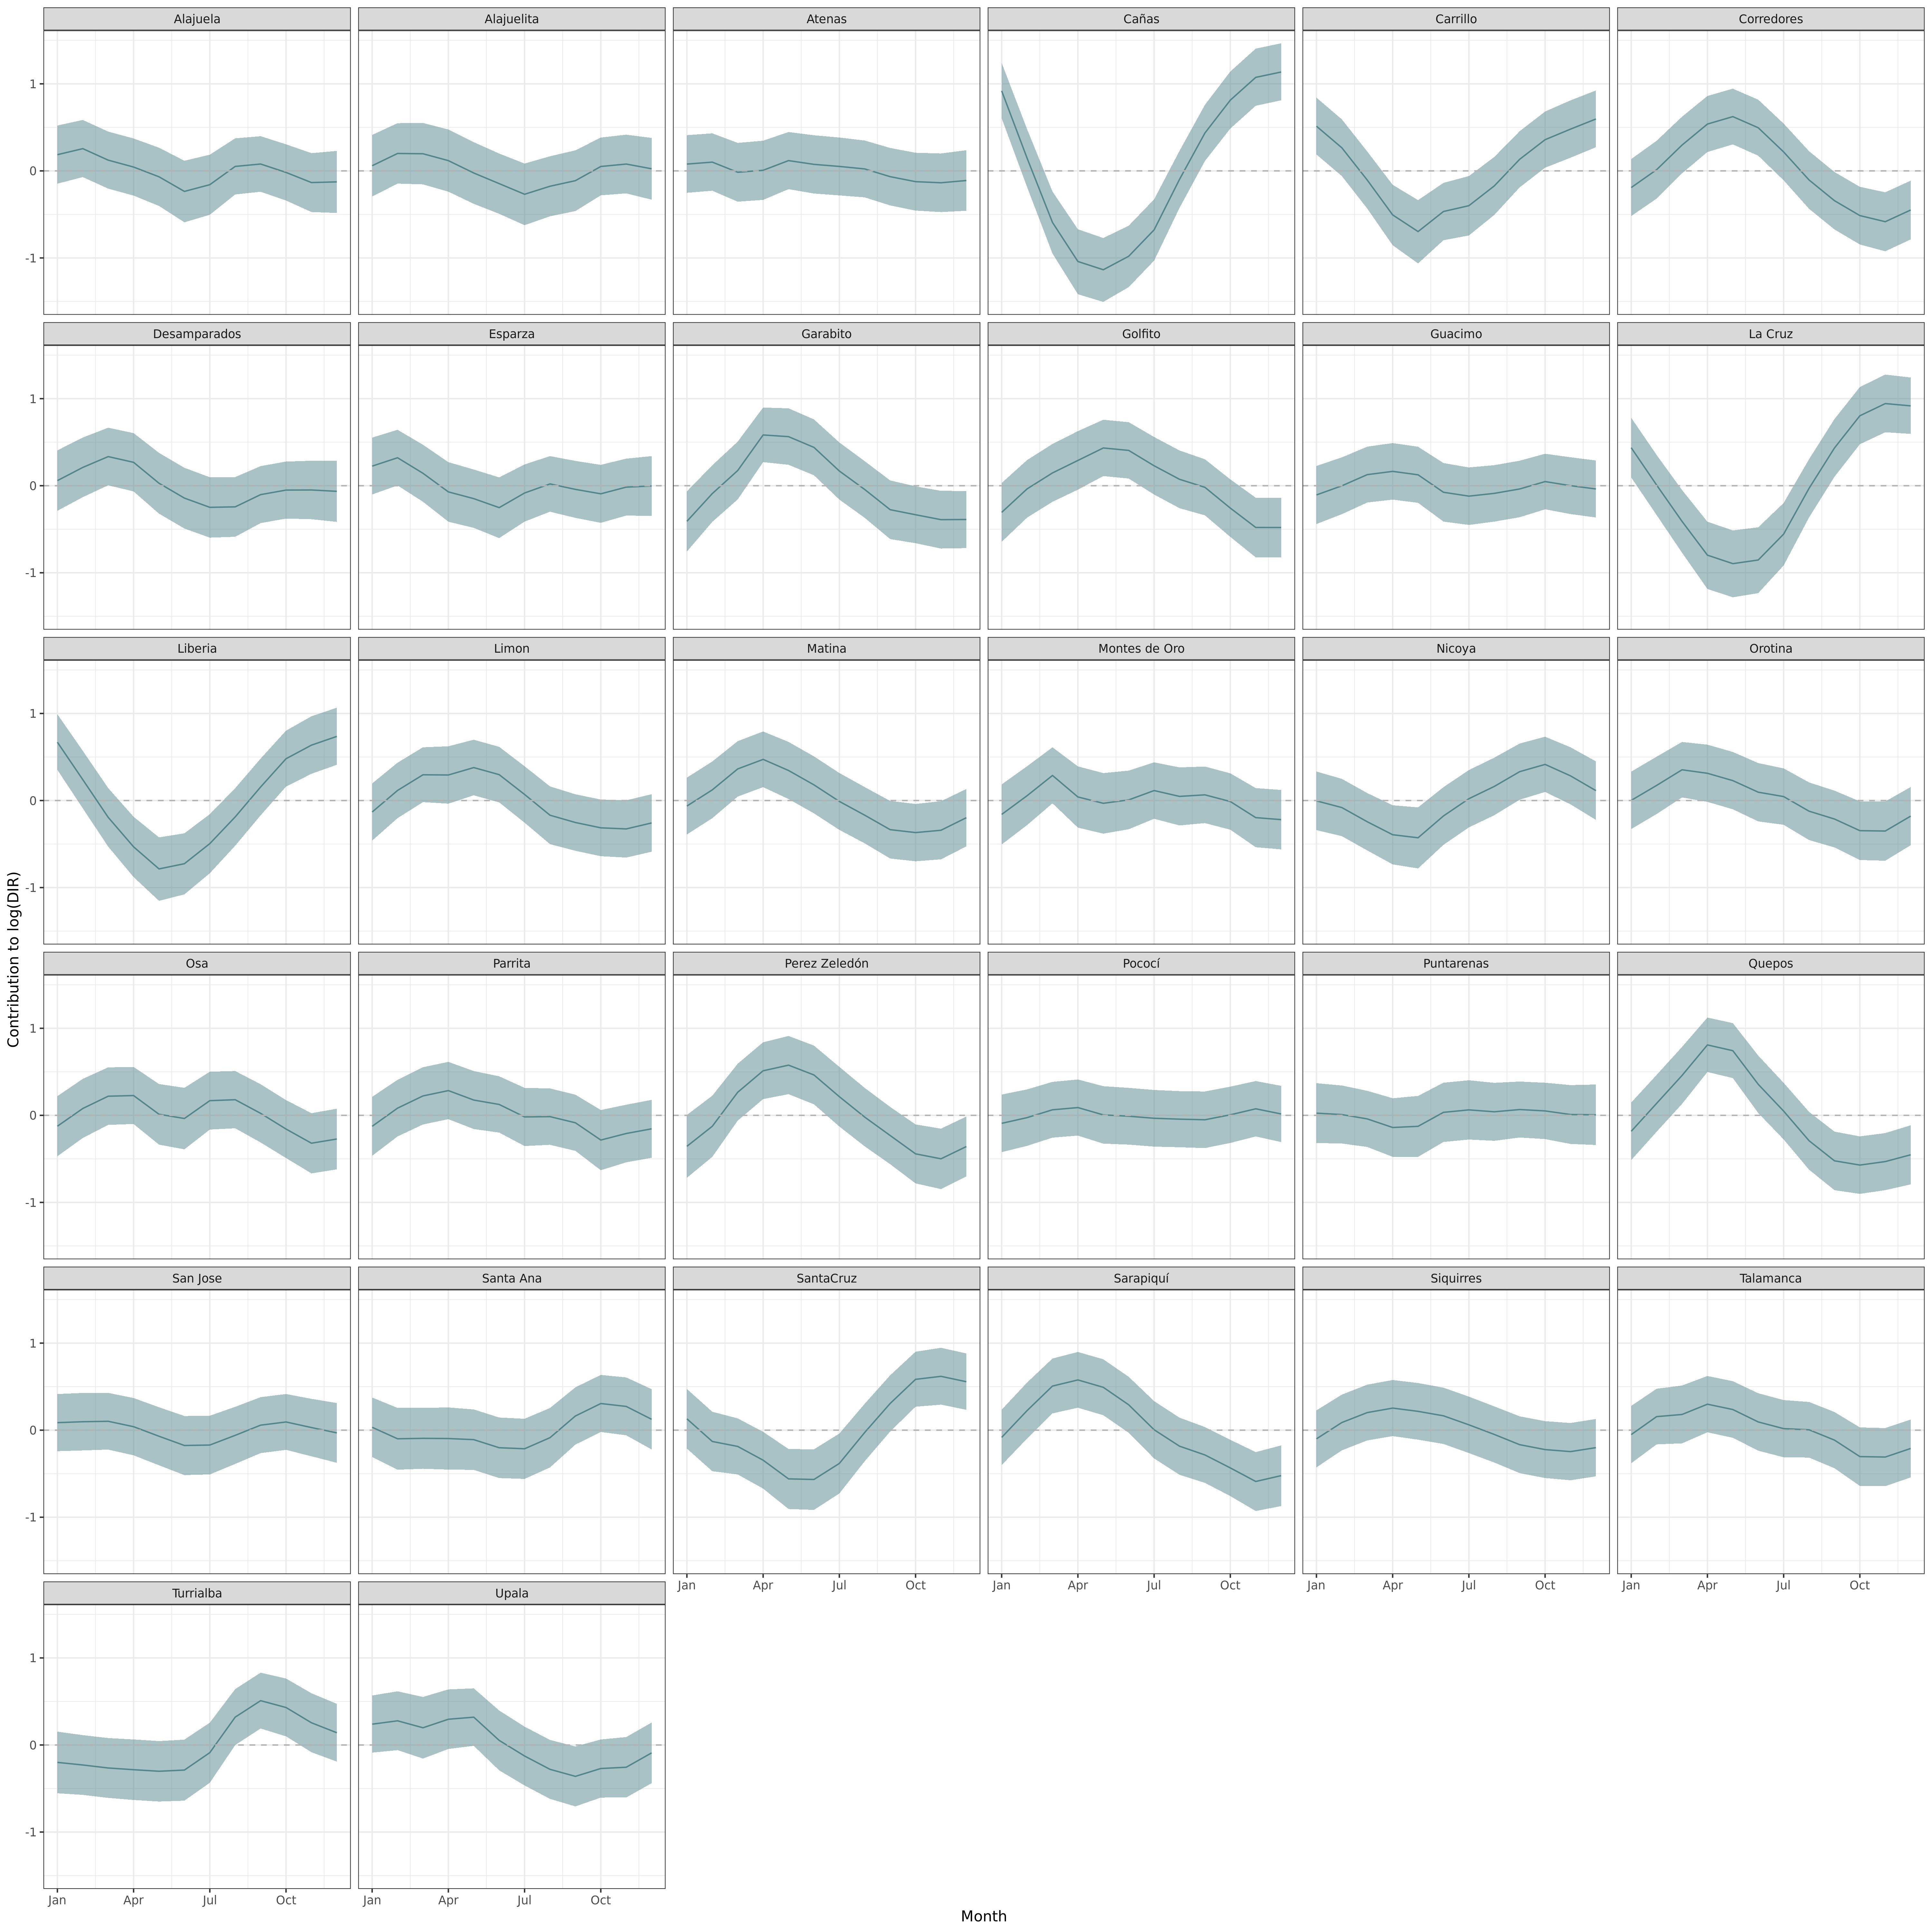 Alajuela Alajuelita Atenas Cañas Carrillo Corredores
1
0
-1
Desamparados Esparza Garabito Golfito Guacimo La Cruz
1
0
-1
Liberia Limon Matina Montes de Oro Nicoya Orotina
1
0
-1
Contribution to log(DIR)
Osa Parrita Perez Zeledón Pococí Puntarenas Quepos
1
0
-1
San Jose Santa Ana SantaCruz Sarapiquí Siquirres Talamanca
1
0
-1
Jan Apr Jul Oct Jan Apr Jul Oct Jan Apr Jul Oct Jan Apr Jul Oct
Turrialba Upala
1
0
-1
Jan Apr Jul Oct Jan Apr Jul Oct
Month